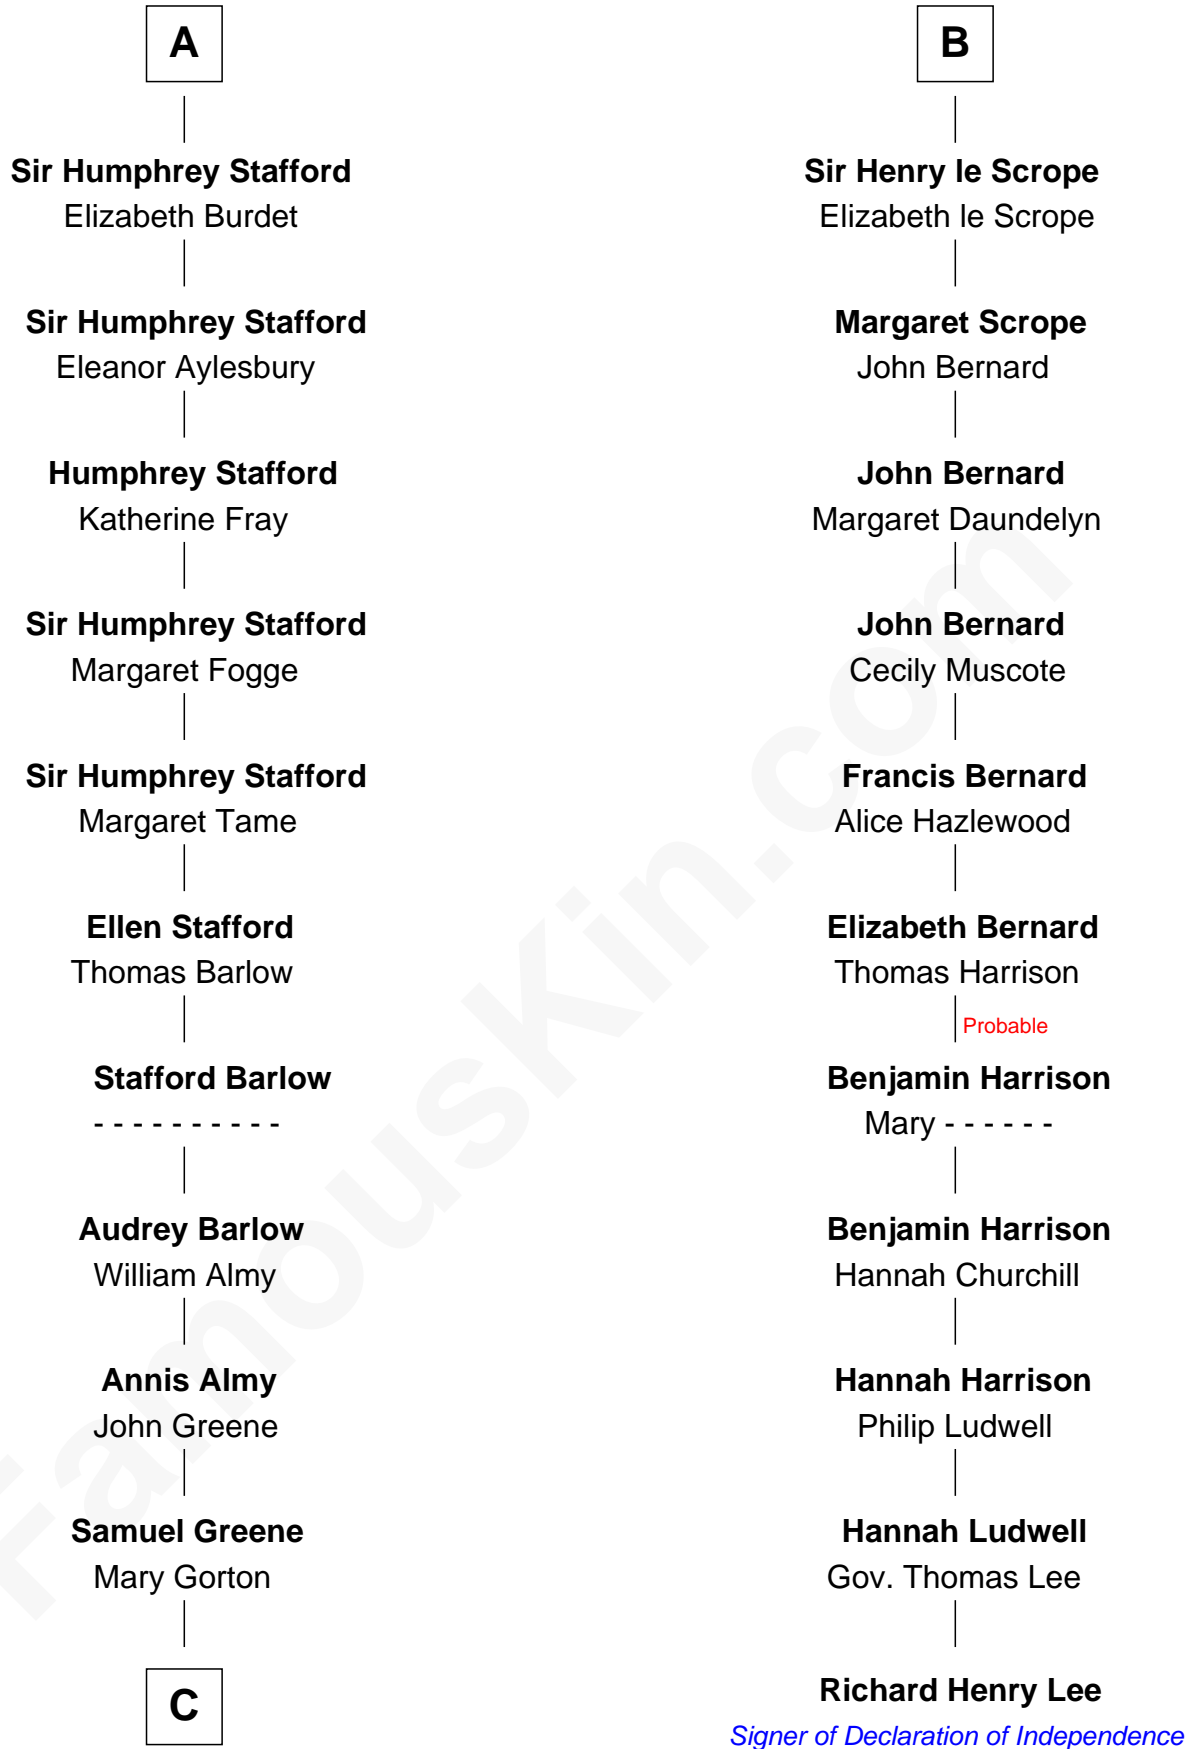 A
Sir Humphrey Stafford
Elizabeth Burdet
Sir Humphrey Stafford
Eleanor Aylesbury
Humphrey Stafford
Katherine Fray
Sir Humphrey Stafford
Margaret Fogge
Sir Humphrey Stafford
Margaret Tame
Ellen Stafford
Thomas Barlow
Stafford Barlow
- - - - - - - - - -
Audrey Barlow
William Almy
Annis Almy
John Greene
Samuel Greene
Mary Gorton
C
B
Sir Henry le Scrope
Elizabeth le Scrope
Margaret Scrope
John Bernard
John Bernard
Margaret Daundelyn
John Bernard
Cecily Muscote
Francis Bernard
Alice Hazlewood
Elizabeth Bernard
Thomas Harrison
Probable
Benjamin Harrison
Mary - - - - - -
Benjamin Harrison
Hannah Churchill
Hannah Harrison
Philip Ludwell
Hannah Ludwell
Gov. Thomas Lee
Richard Henry Lee
Signer of Declaration of Independence
FamousKin.com